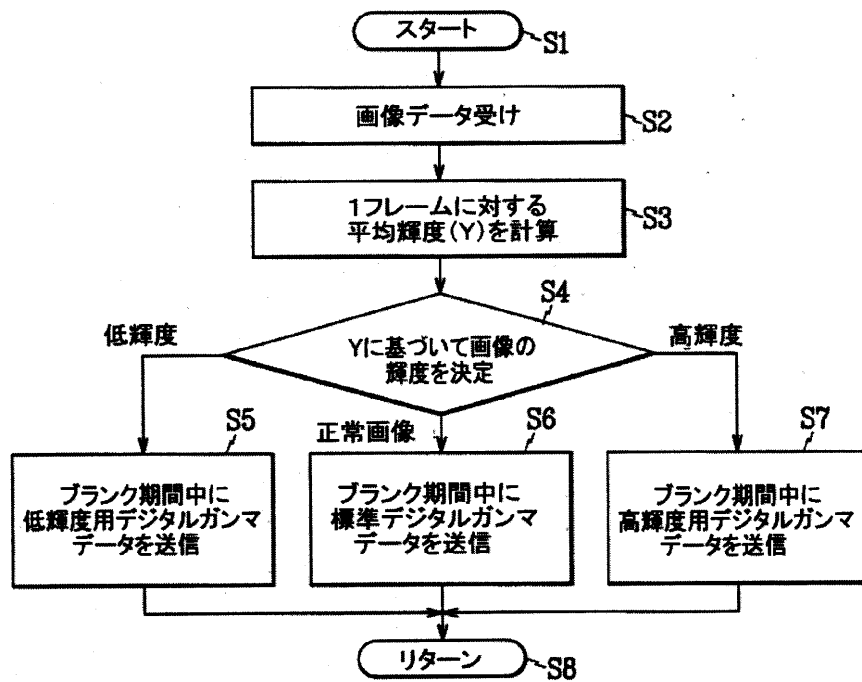 スタート
S1
画像データ受け
S2
1フレームに対する
平均輝度(Y)を計算
S3
S4
低輝度
Yに基づいて画像の
輝度を決定
高輝度
S5
正常画像
S6
S7
ブランク期間中に
低輝度用デジタルガンマ
データを送信
ブランク期間中に
標準デジタルガンマ
データを送信
ブランク期間中に
高輝度用デジタルガンマ
データを送信
リターン
S8